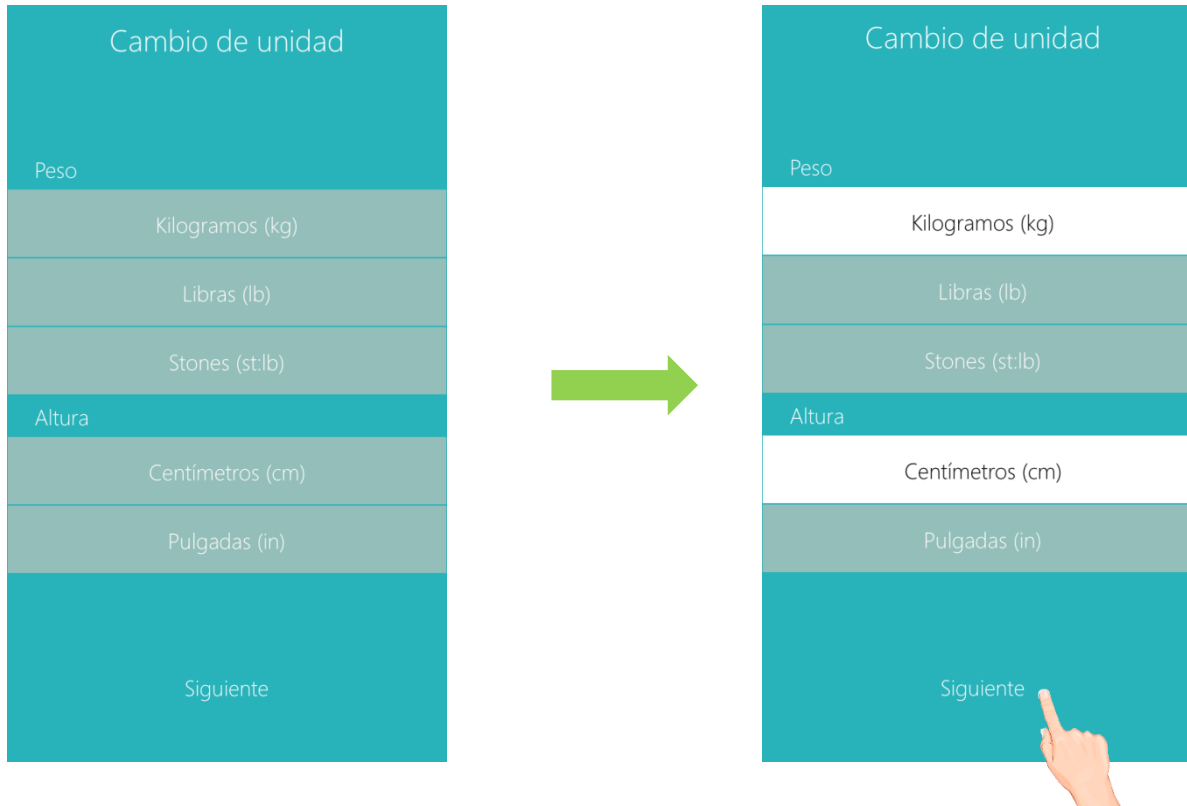 Cambio de unidad
Peso
Kilogramos (kg)
Libras (lb)
Stones (st:lb)
Altura
Centímetros (cm)
Pulgadas (in)
Siguiente
Cambio de unidad
Peso
Kilogramos (kg)
Libras (lb)
Stones (st:lb)
Altura
Centímetros (cm)
Pulgadas (in)
Siguiente